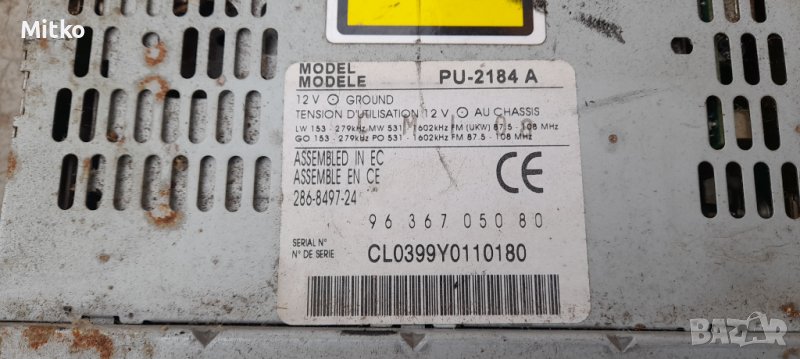 Mitko
MODEL
MODELE PU-2184 A
12 V GROUND
TENSION D'UTILISATION 12 V AU CHASSIS
LW 153 - 279kHz MW 531 - 1602kHz FM (UKW) 87.5 - 108 MHz
GO 153 - 279kHz PO 531 - 1602kHz FM 87.5 - 108 MHz
ASSEMBLED IN EC
ASSEMBLE EN CE
286-8497-24
CE
96 367 050 80
SERIAL N°
N° DE SERIE CL0399Y0110180
BAZAR